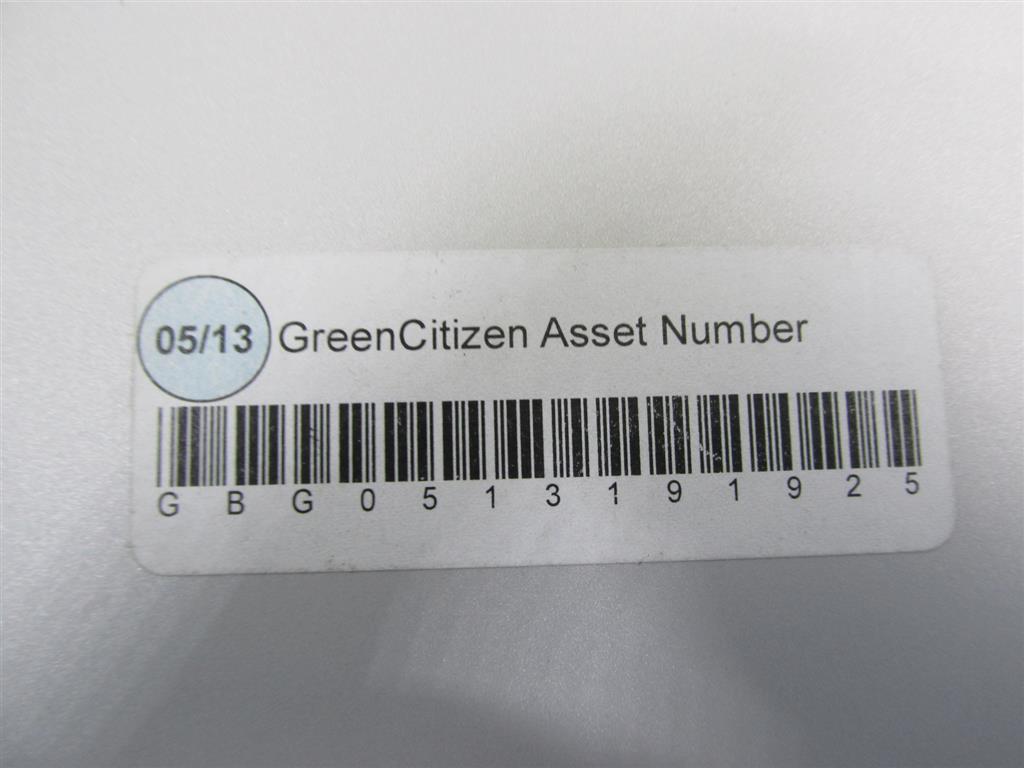 05/13 GreenCitizen Asset Number
G B G 0 5 1 3 1 9 1 9 2 5